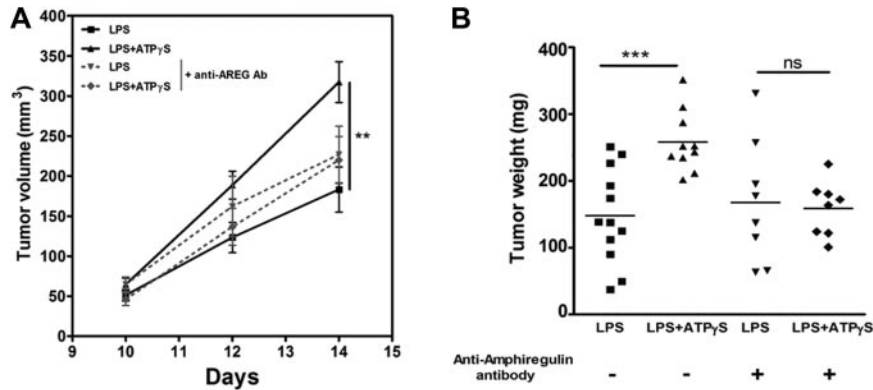 A
LPS
LPS+ATPγS
LPS
LPS+ATPγS
+ anti-AREG Ab
Tumor volume (mm³)
400
350
300
250
200
150
100
50
0
**
9 10 11 12 13 14 15
Days
B
Tumor weight (mg)
400
300
200
100
0
***
ns
LPS LPS+ATPγS LPS LPS+ATPγS
Anti-Amphiregulin
antibody
- - + +